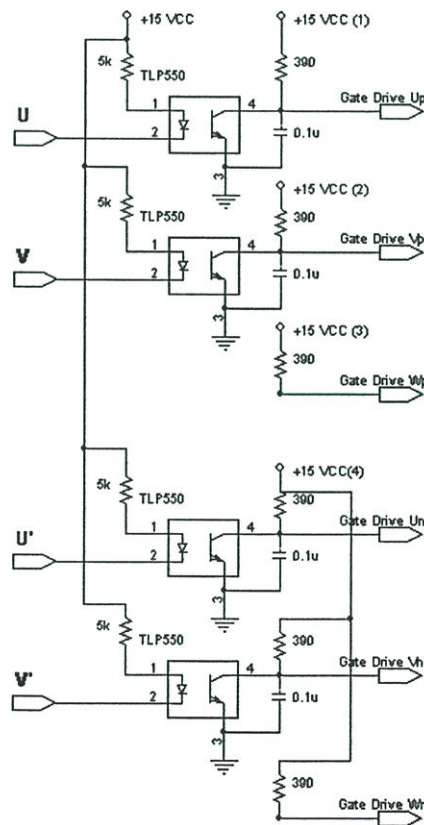 +15 VCC
+15 VCC (1)
5k
TLP550
390
1
4
Gate Drive Up
U
2
0.1u
3
5k
TLP550
+15 VCC (2)
390
1
4
Gate Drive Vp
V
2
0.1u
3
+15 VCC (3)
390
Gate Drive Wp
+15 VCC(4)
5k
TLP550
390
1
4
Gate Drive Un
U'
2
0.1u
3
5k
TLP550
390
1
4
Gate Drive Vn
V'
2
0.1u
3
390
Gate Drive Wn